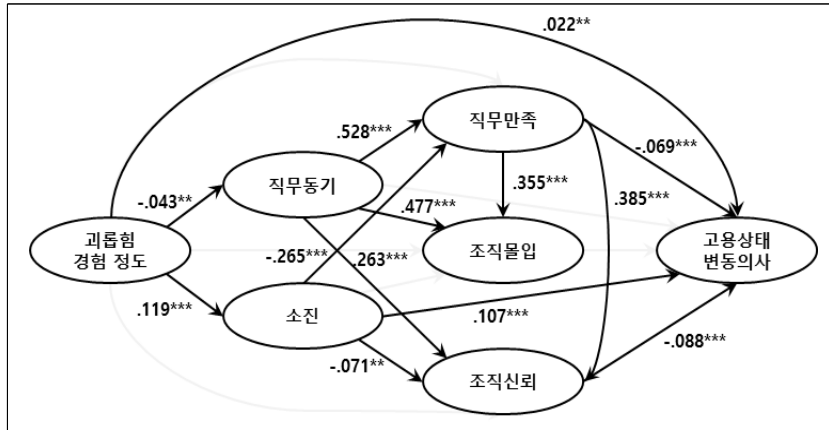 .022**
직무만족
.528***
-.069***
직무동기
.355***
-.043**
.477***
.385***
괴롭힘
경험 정도
조직몰입
고용상태
변동의사
-.265***
.263***
.119***
소진
.107***
-.088***
-.071**
조직신뢰